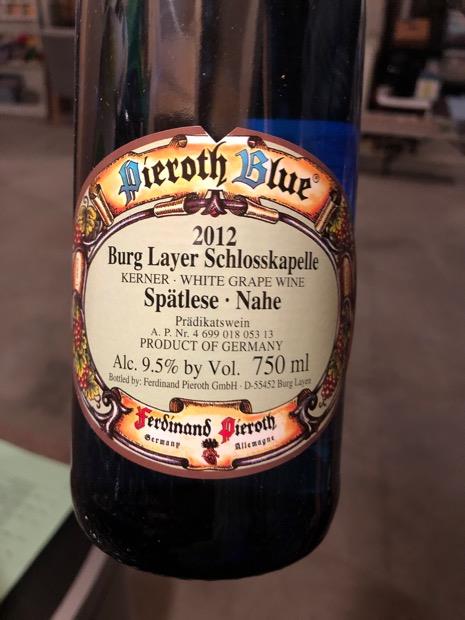 Pieroth Blue®
2012
Burg Layer Schlosskapelle
KERNER · WHITE GRAPE WINE
Spätlese · Nahe
Prädikatswein
A. P. Nr. 4 699 018 053 13
PRODUCT OF GERMANY
Alc. 9.5% by Vol. 750 ml
Bottled by: Ferdinand Pieroth GmbH · D-55452 Burg Layen
Ferdinand Pieroth
Germany Allemagne